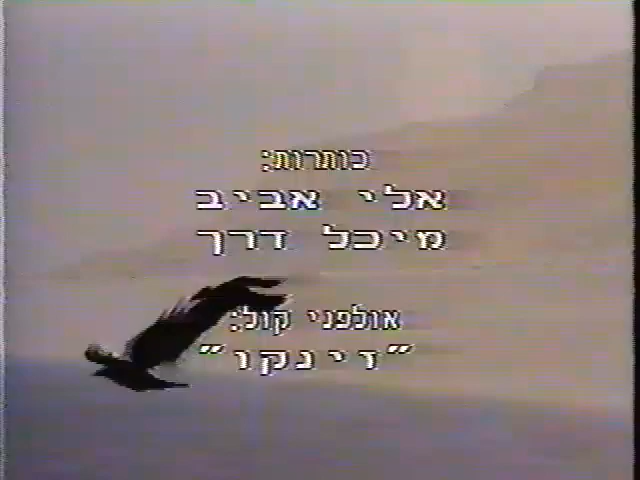 כותרות:
אלי אביב
מיכל דרך
אולפני קול:
"דינקו"